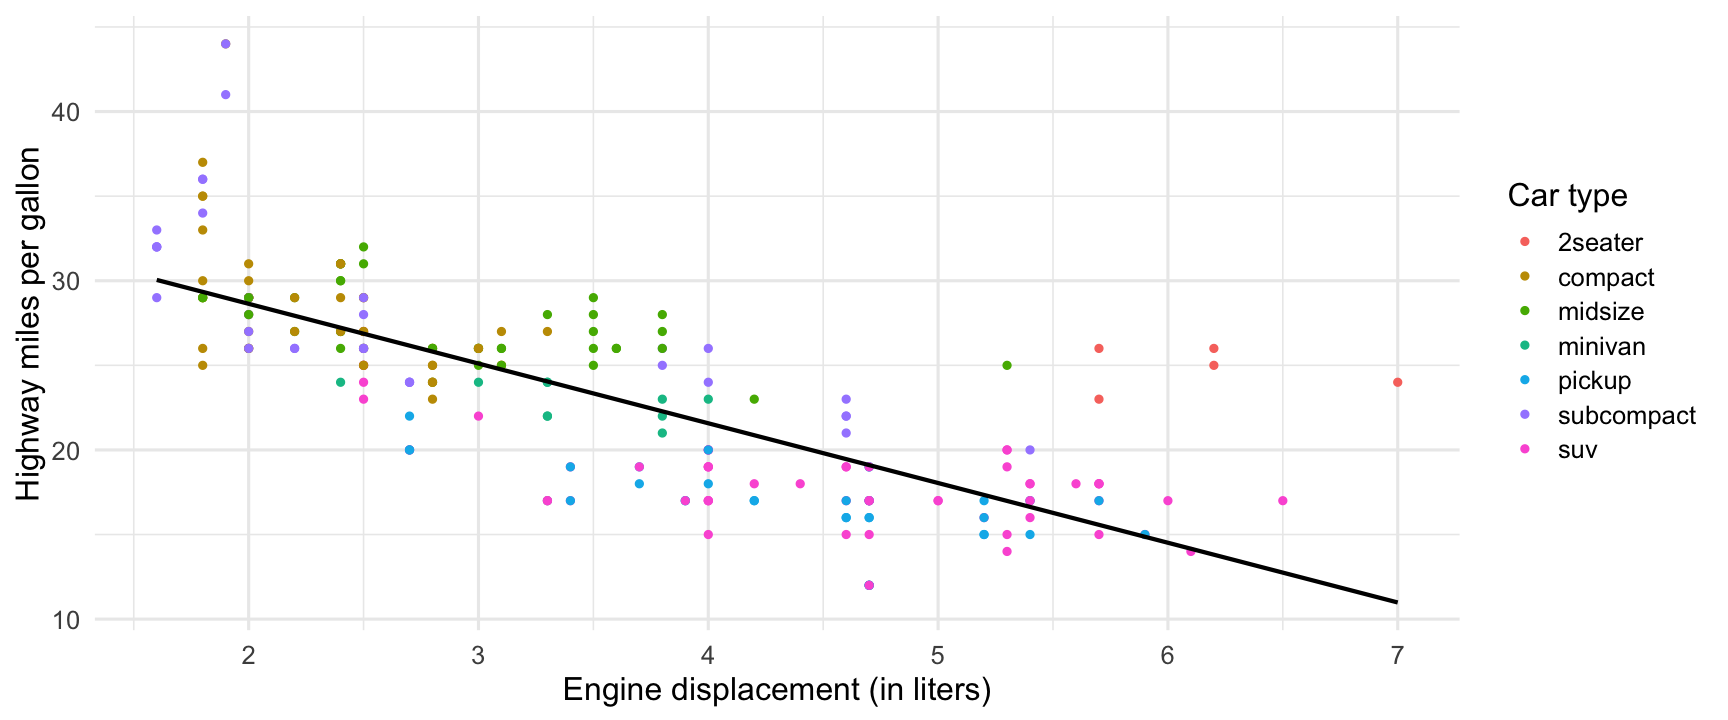 Highway miles per gallon
40
30
20
10
2 3 4 5 6 7
Engine displacement (in liters)
Car type
2seater
compact
midsize
minivan
pickup
subcompact
suv